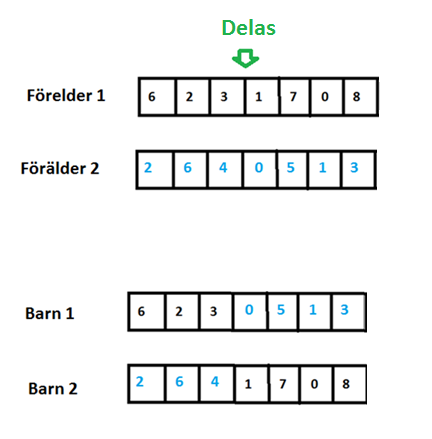 Delas
Förelder 1 6 2 3 1 7 0 8
Förälder 2 2 6 4 0 5 1 3
Barn 1 6 2 3 0 5 1 3
Barn 2 2 6 4 1 7 0 8